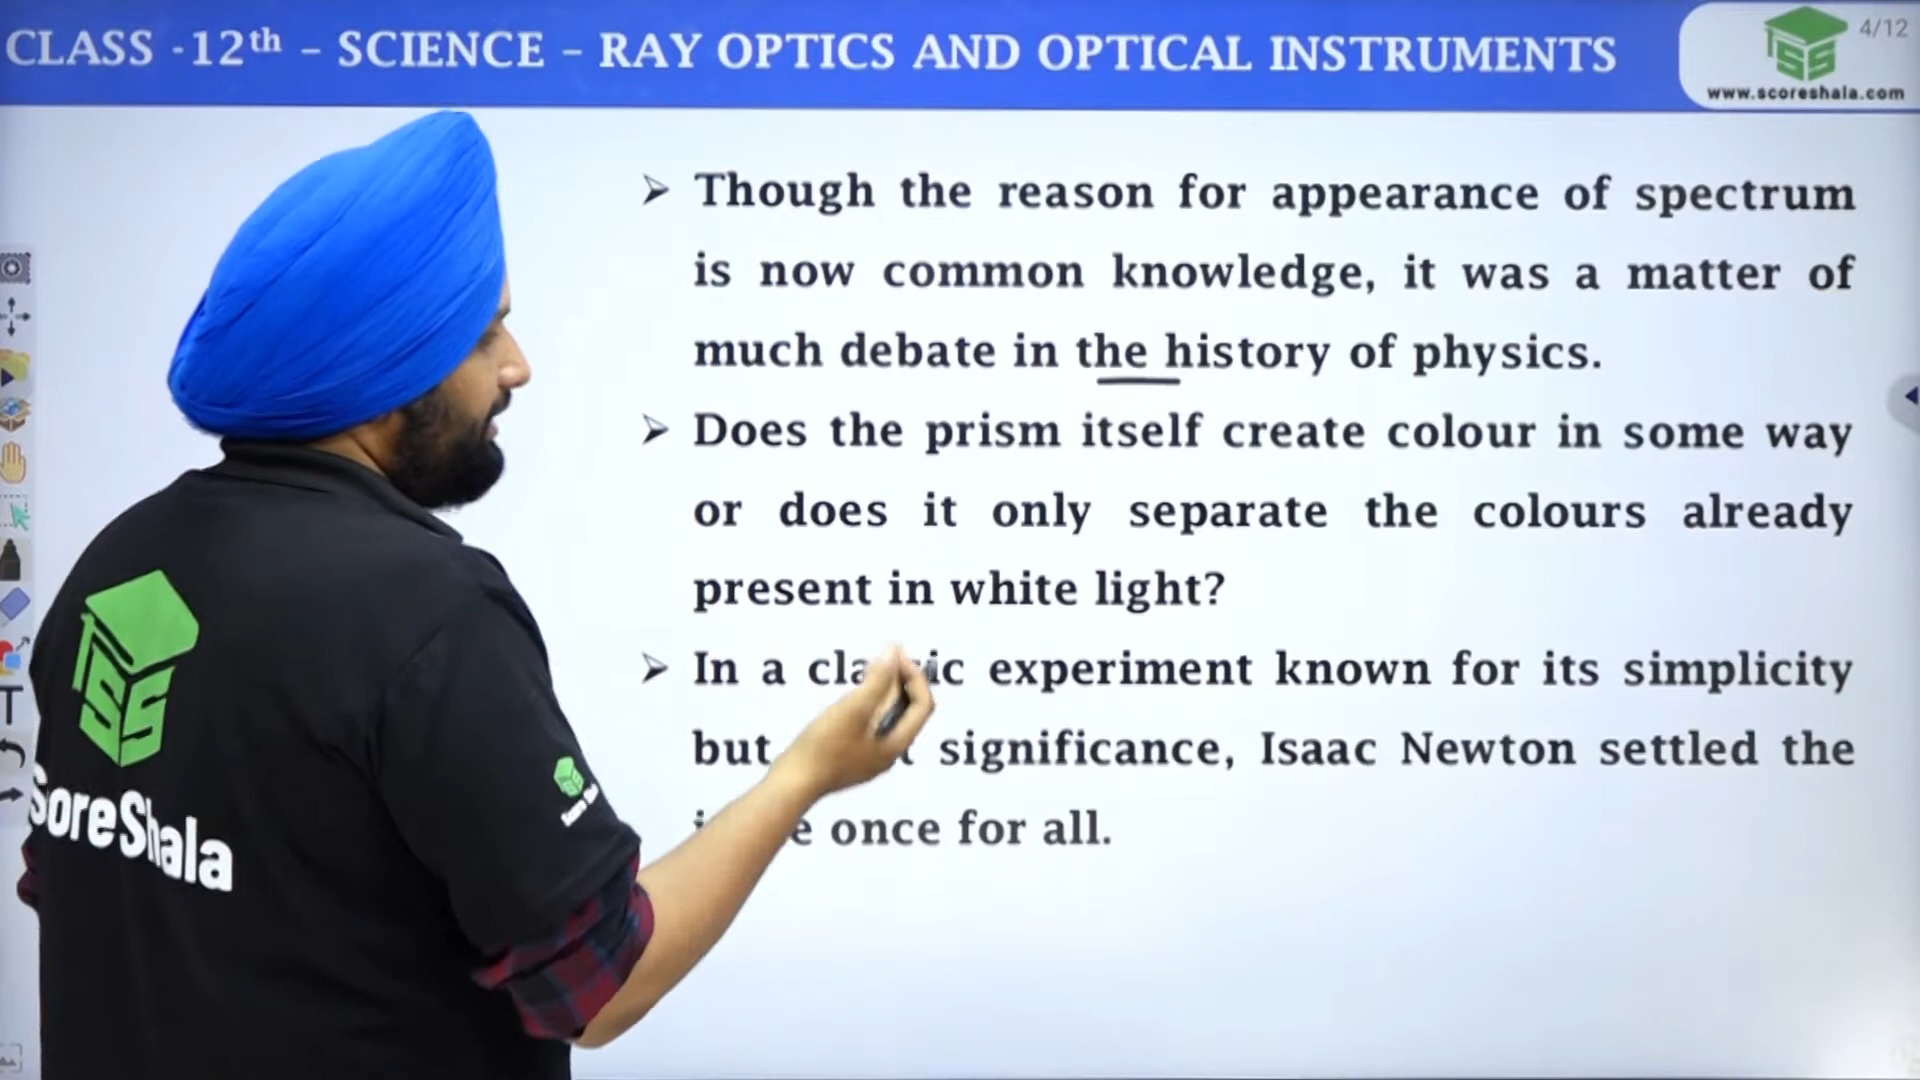 CLASS -12th – SCIENCE – RAY OPTICS AND OPTICAL INSTRUMENTS
4/12
www.scoreshala.com
➢ Though the reason for appearance of spectrum
is now common knowledge, it was a matter of
much debate in the history of physics.
➢ Does the prism itself create colour in some way
or does it only separate the colours already
present in white light?
➢ In a experiment known for its simplicity
but significance, Isaac Newton settled the
once for all.
SS
SoreShala
T